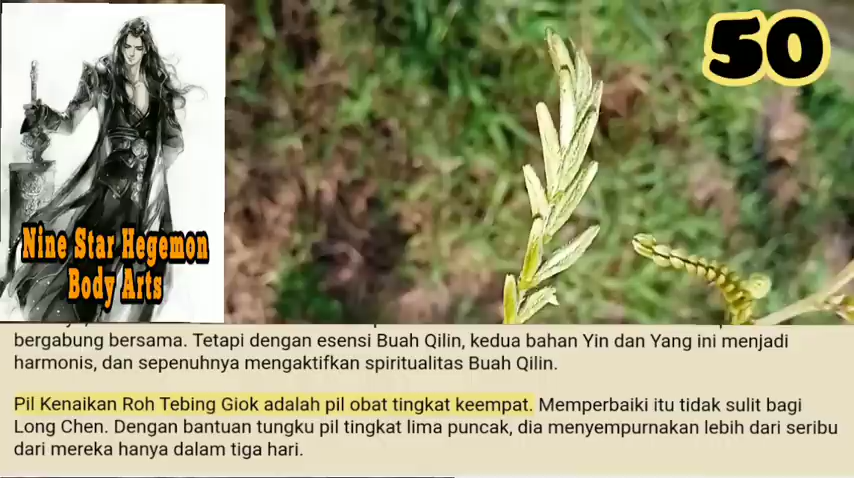 50
Nine Star Hegemon
Body Arts
bergabung bersama. Tetapi dengan esensi Buah Qilin, kedua bahan Yin dan Yang ini menjadi
harmonis, dan sepenuhnya mengaktifkan spiritualitas Buah Qilin.
Pil Kenaikan Roh Tebing Giok adalah pil obat tingkat keempat. Memperbaiki itu tidak sulit bagi
Long Chen. Dengan bantuan tungku pil tingkat lima puncak, dia menyempurnakan lebih dari seribu
dari mereka hanya dalam tiga hari.